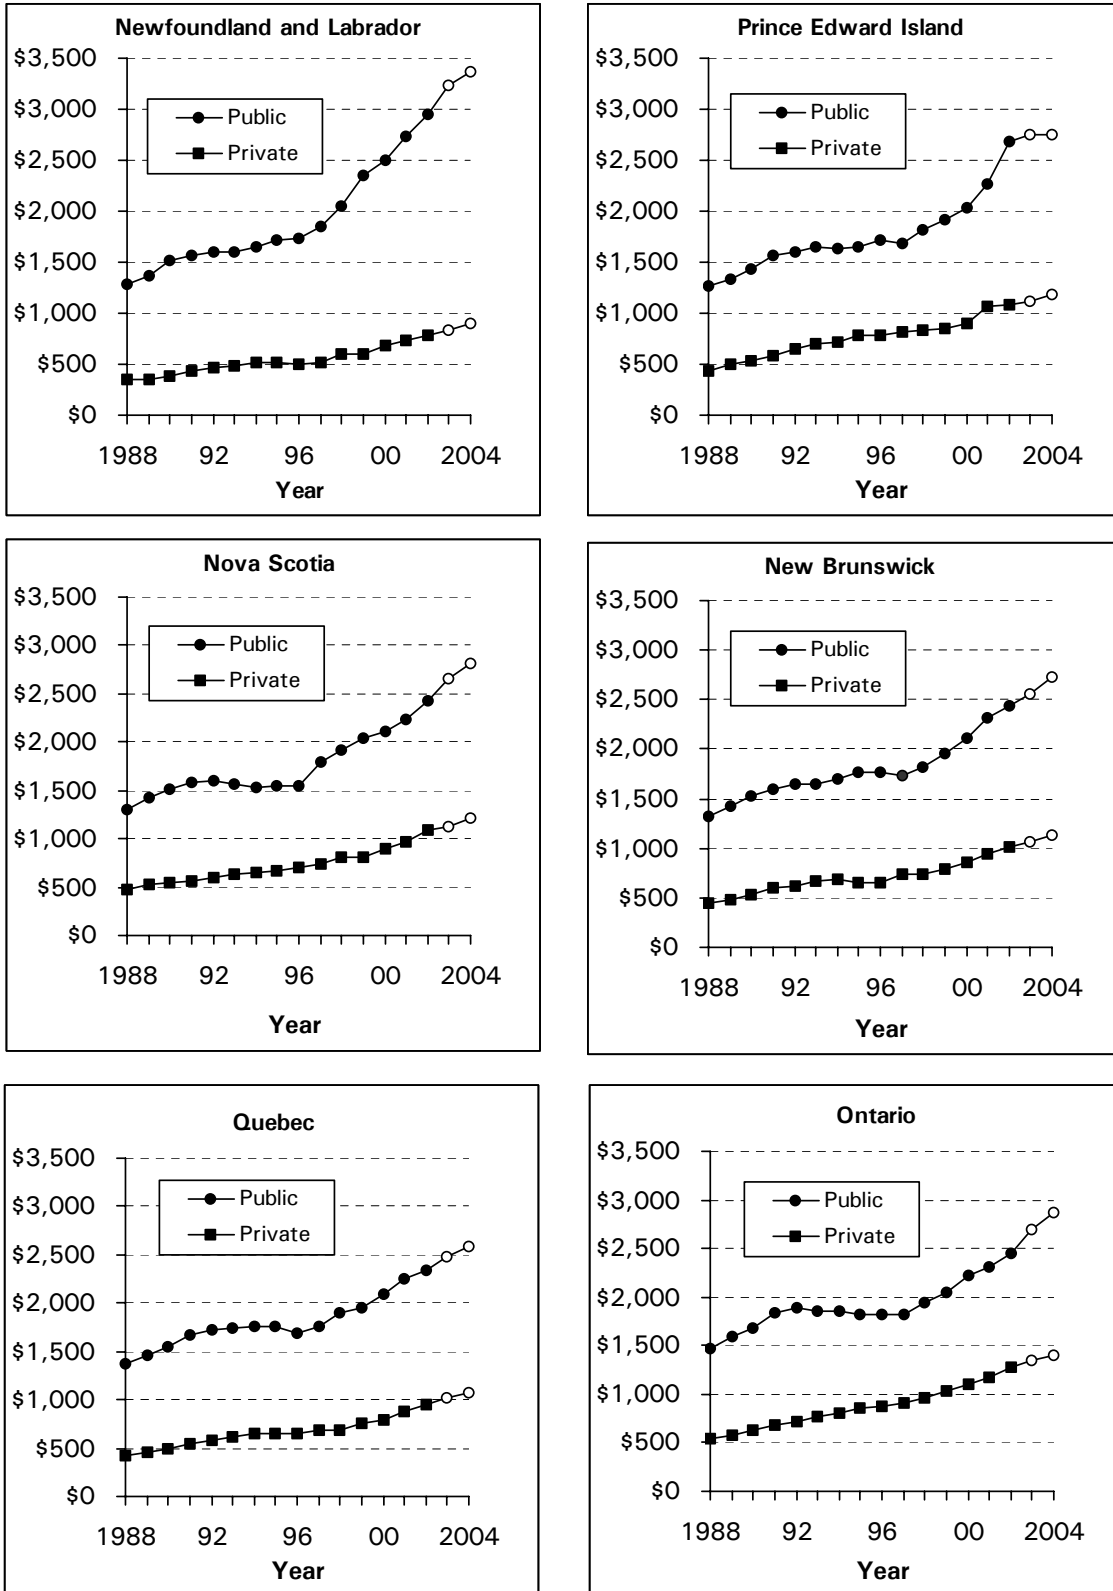 Newfoundland and Labrador
$3,500
$3,000
$2,500
$2,000
$1,500
$1,000
$500
$0
Public
Private
1988 92 96 00 2004
Year
Prince Edward Island
$3,500
$3,000
$2,500
$2,000
$1,500
$1,000
$500
$0
Public
Private
1988 92 96 00 2004
Year
Nova Scotia
$3,500
$3,000
$2,500
$2,000
$1,500
$1,000
$500
$0
Public
Private
1988 92 96 00 2004
Year
New Brunswick
$3,500
$3,000
$2,500
$2,000
$1,500
$1,000
$500
$0
Public
Private
1988 92 96 00 2004
Year
Quebec
$3,500
$3,000
$2,500
$2,000
$1,500
$1,000
$500
$0
Public
Private
1988 92 96 00 2004
Year
Ontario
$3,500
$3,000
$2,500
$2,000
$1,500
$1,000
$500
$0
Public
Private
1988 92 96 00 2004
Year